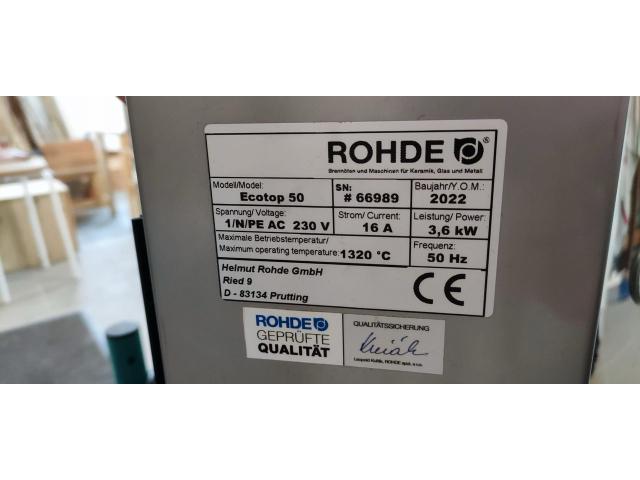 ROHDE ®
Brennöfen und Maschinen für Keramik, Glas und Metall
Modell/Model:
Ecotop 50
SN:
# 66989
Baujahr/Y.O.M.:
2022
Spannung/ Voltage:
1/N/PE AC 230 V
Strom/ Current:
16 A
Leistung/ Power:
3,6 kW
Maximale Betriebstemperatur/
Maximum operating temperature: 1320 °C
Frequenz:
50 Hz
Helmut Rohde GmbH
Ried 9
D - 83134 Prutting
CE
ROHDE
GEPRÜFTE
QUALITÄT
QUALITÄTSSICHERUNG